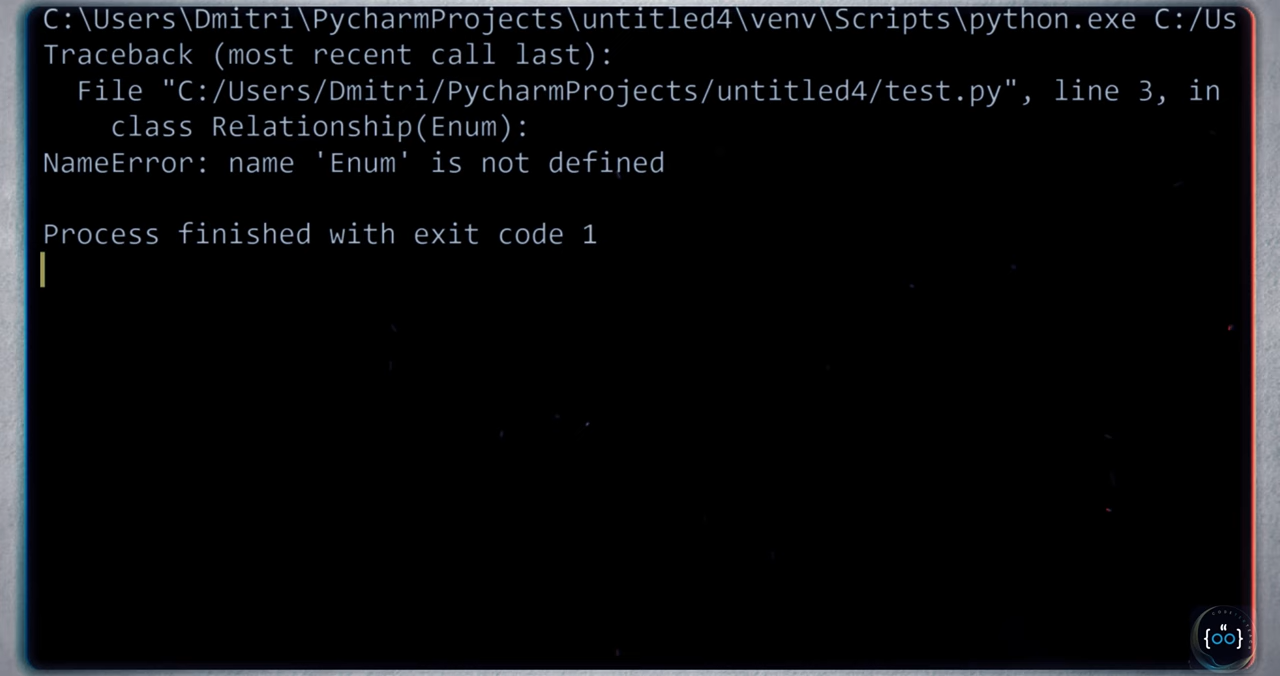 C:\Users\Dmitri\PycharmProjects\untitled4\venv\Scripts\python.exe C:/Us
Traceback (most recent call last):
File "C:/Users/Dmitri/PycharmProjects/untitled4/test.py", line 3, in
class Relationship(Enum):
NameError: name 'Enum' is not defined
Process finished with exit code 1